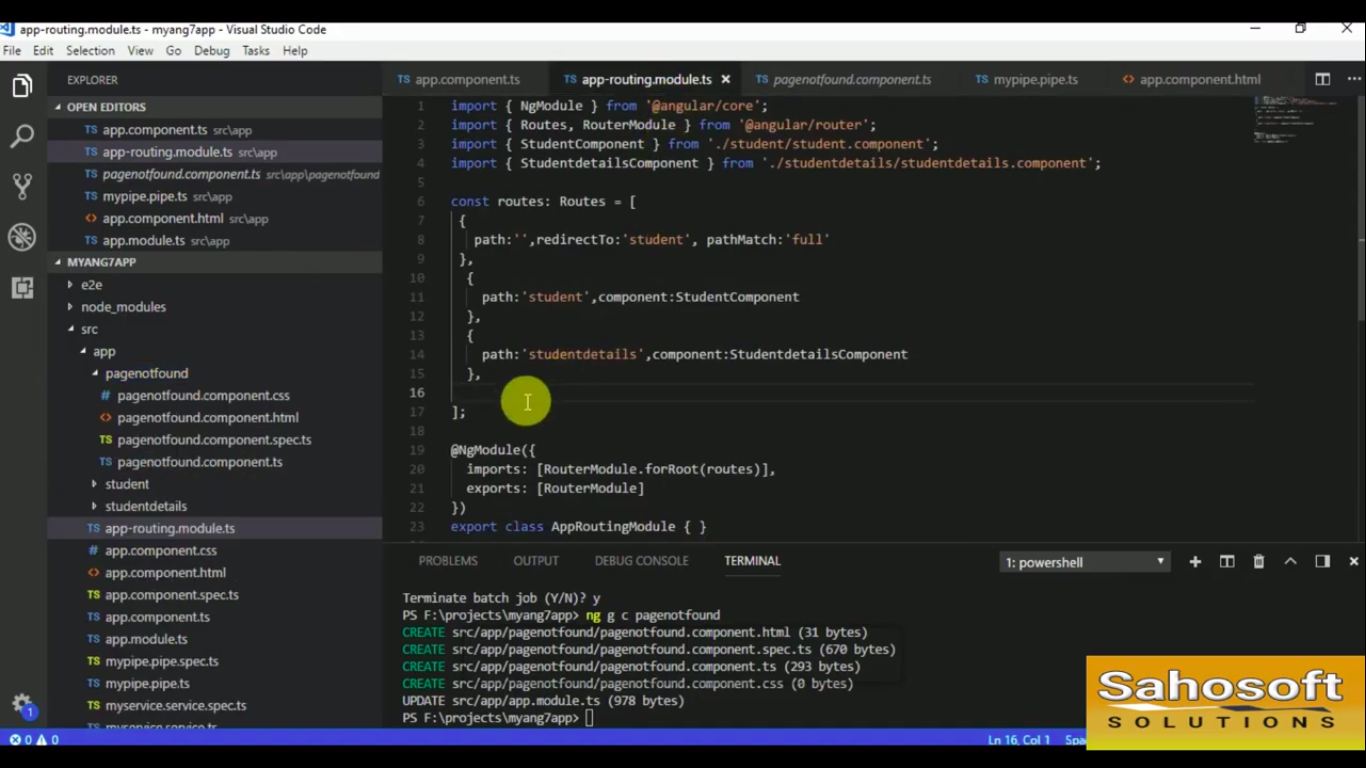 app-routing.module.ts - myang7app - Visual Studio Code
File Edit Selection View Go Debug Tasks Help
EXPLORER
OPEN EDITORS
TS app.component.ts src\app
TS app-routing.module.ts src\app
TS pagenotfound.component.ts src\app\pagenotfound
TS mypipe.pipe.ts src\app
<> app.component.html src\app
TS app.module.ts src\app
MYANG7APP
e2e
node_modules
src
app
pagenotfound
# pagenotfound.component.css
<> pagenotfound.component.html
TS pagenotfound.component.spec.ts
TS pagenotfound.component.ts
student
studentdetails
TS app-routing.module.ts
# app.component.css
<> app.component.html
TS app.component.spec.ts
TS app.component.ts
TS app.module.ts
TS mypipe.pipe.spec.ts
TS mypipe.pipe.ts
TS myservice.service.spec.ts
TS myservice.service.ts
1
TS app.component.ts TS app-routing.module.ts × TS pagenotfound.component.ts TS mypipe.pipe.ts <> app.component.html
1 import { NgModule } from '@angular/core';
2 import { Routes, RouterModule } from '@angular/router';
3 import { StudentComponent } from './student/student.component';
4 import { StudentdetailsComponent } from './studentdetails/studentdetails.component';
5
6 const routes: Routes = [
7 {
8 path:'',redirectTo:'student', pathMatch:'full'
9 },
10 {
11 path:'student',component:StudentComponent
12 },
13 {
14 path:'studentdetails',component:StudentdetailsComponent
15 },
16
17 ];
18
19 @NgModule({
20 imports: [RouterModule.forRoot(routes)],
21 exports: [RouterModule]
22 })
23 export class AppRoutingModule { }
PROBLEMS OUTPUT DEBUG CONSOLE TERMINAL 1: powershell
Terminate batch job (Y/N)? y
PS F:\projects\myang7app> ng g c pagenotfound
CREATE src/app/pagenotfound/pagenotfound.component.html (31 bytes)
CREATE src/app/pagenotfound/pagenotfound.component.spec.ts (670 bytes)
CREATE src/app/pagenotfound/pagenotfound.component.ts (293 bytes)
CREATE src/app/pagenotfound/pagenotfound.component.css (0 bytes)
UPDATE src/app/app.module.ts (978 bytes)
PS F:\projects\myang7app>
0 0 Ln 16, Col 1 Spa
Sahosoft
SOLUTIONS